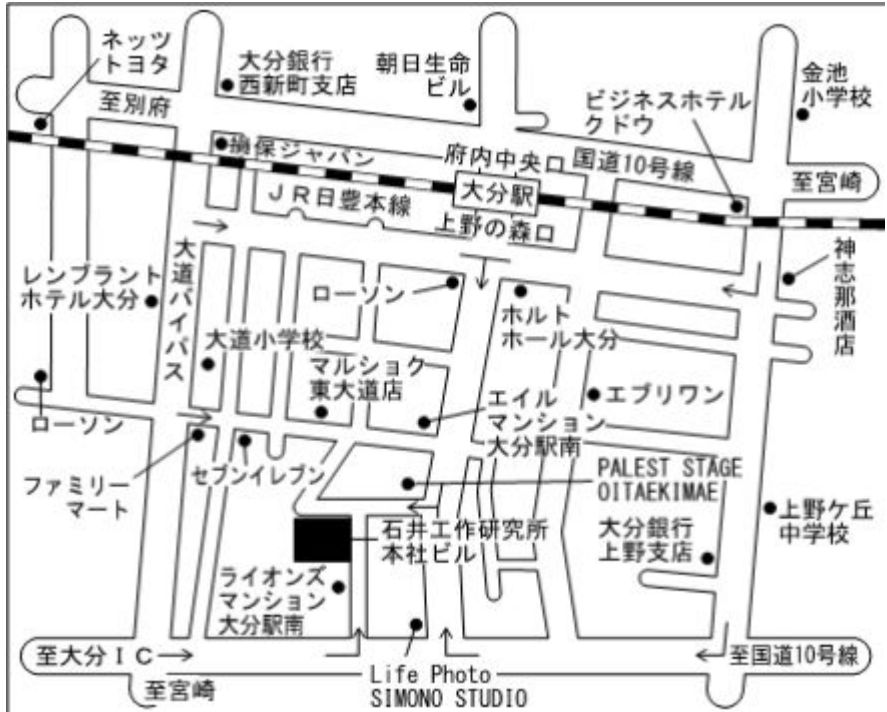 ネッツ
トヨタ
大分銀行
西新町支店
朝日生命
ビル
金池
小学校
至別府
ビジネスホテル
クドウ
損保ジャパン
府内中央口
国道10号線
大分駅
至宮崎
JR日豊本線
上野の森口
大道バイパス
レンブラント
ホテル大分
ローソン
ホルト
ホール大分
神志那酒店
大道小学校
マルショク
東大道店
エイル
マンション
大分駅南
エブリワン
ローソン
ファミリー
マート
セブンイレブン
PALEST STAGE
OITAEKIMAE
石井工作研究所
本社ビル
大分銀行
上野支店
上野ケ丘
中学校
ライオンズ
マンション
大分駅南
至大分IC
至国道10号線
至宮崎
Life Photo
SIMONO STUDIO